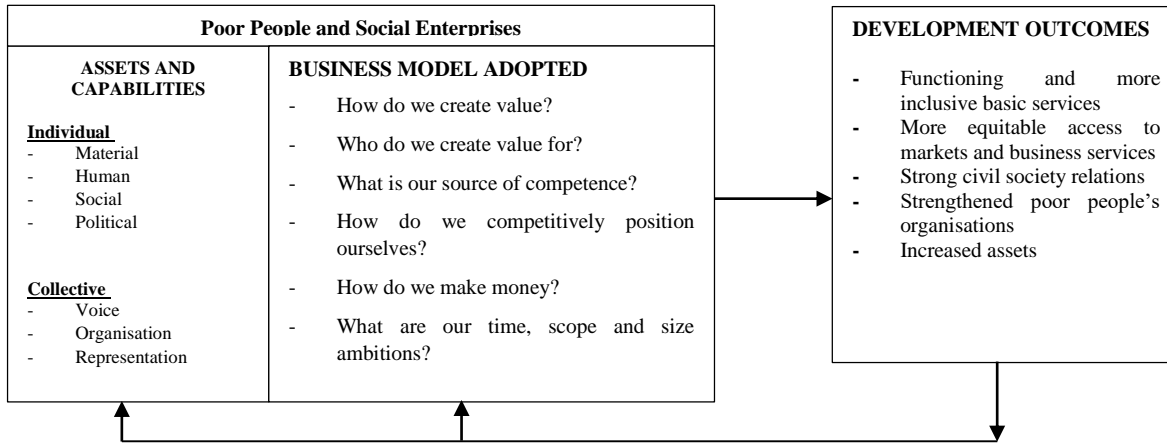 Poor People and Social Enterprises
ASSETS AND
CAPABILITIES
Individual
- Material
- Human
- Social
- Political
Collective
- Voice
- Organisation
- Representation
BUSINESS MODEL ADOPTED
- How do we create value?
- Who do we create value for?
- What is our source of competence?
- How do we competitively position
ourselves?
- How do we make money?
- What are our time, scope and size
ambitions?
DEVELOPMENT OUTCOMES
- Functioning and more
inclusive basic services
- More equitable access to
markets and business services
- Strong civil society relations
- Strengthened poor people's
organisations
- Increased assets